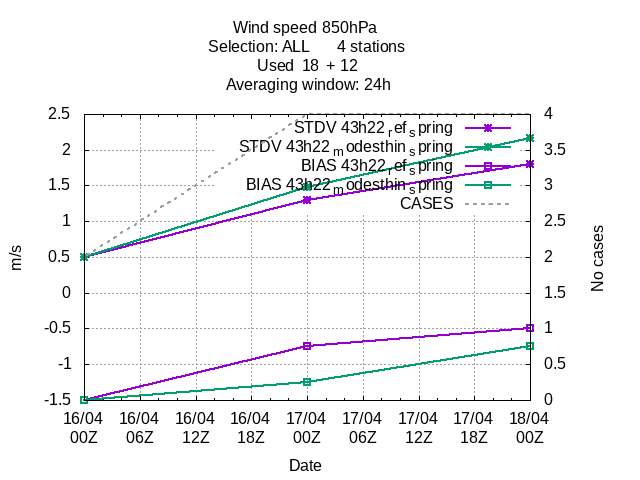 Wind speed 850hPa
Selection: ALL 4 stations
Used 18 + 12
Averaging window: 24h
2.5
2
1.5
1
0.5
0
-0.5
-1
-1.5
m/s
STDV 43h22_ref_spring
STDV 43h22_modesthin_spring
BIAS 43h22_ref_spring
BIAS 43h22_modesthin_spring
CASES
4
3.5
3
2.5
2
1.5
1
0.5
0
No cases
16/04 16/04 16/04 16/04 17/04 17/04 17/04 17/04 18/04
00Z 06Z 12Z 18Z 00Z 06Z 12Z 18Z 00Z
Date